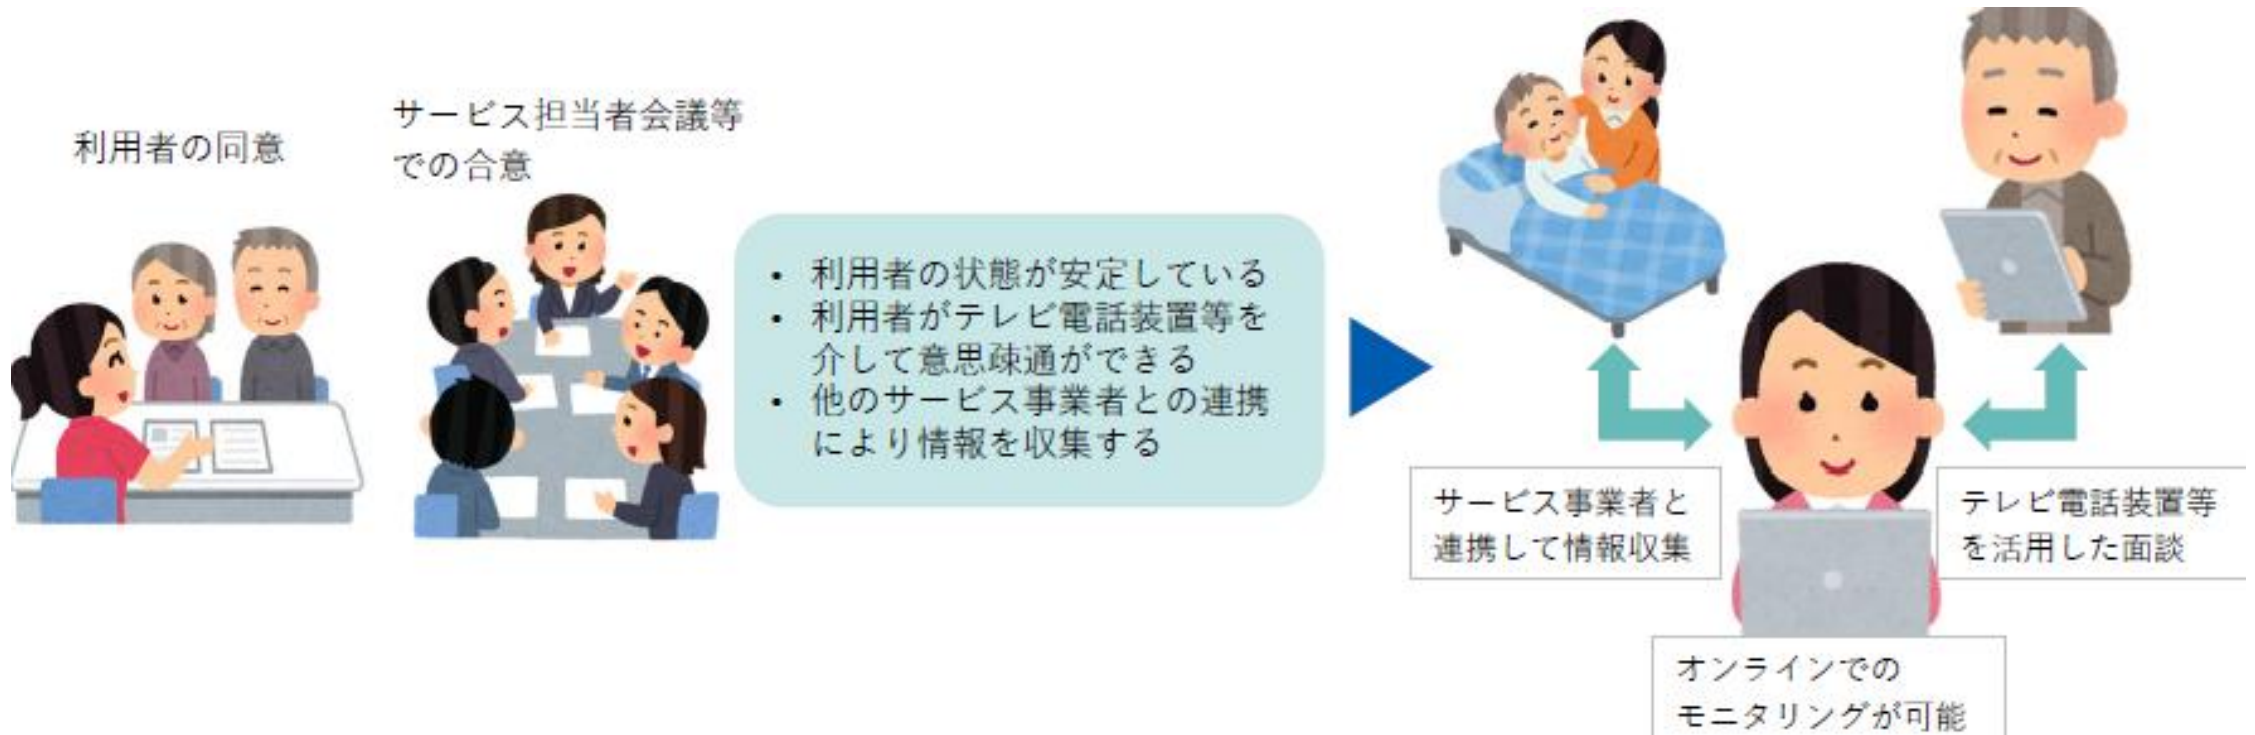 利用者の同意
サービス担当者会議等
での合意
• 利用者の状態が安定している
• 利用者がテレビ電話装置等を
介して意思疎通ができる
• 他のサービス事業者との連携
により情報を収集する
サービス事業者と
連携して情報収集
テレビ電話装置等
を活用した面談
オンラインでの
モニタリングが可能